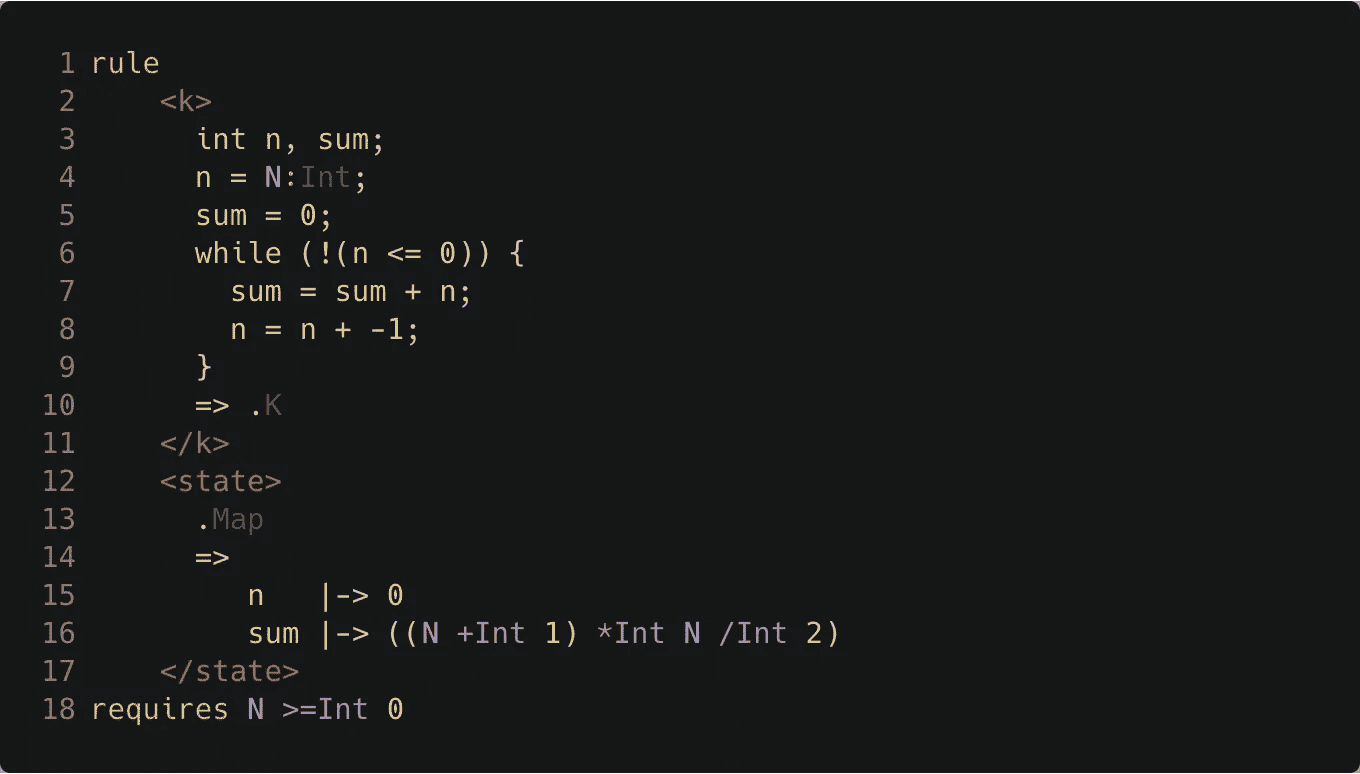 1 rule
2     <k>
3       int n, sum;
4       n = N:Int;
5       sum = 0;
6       while (!(n <= 0)) {
7         sum = sum + n;
8         n = n + -1;
9       }
10       => .K
11     </k>
12     <state>
13       .Map
14       =>
15          n   |-> 0
16          sum |-> ((N +Int 1) *Int N /Int 2)
17     </state>
18 requires N >=Int 0